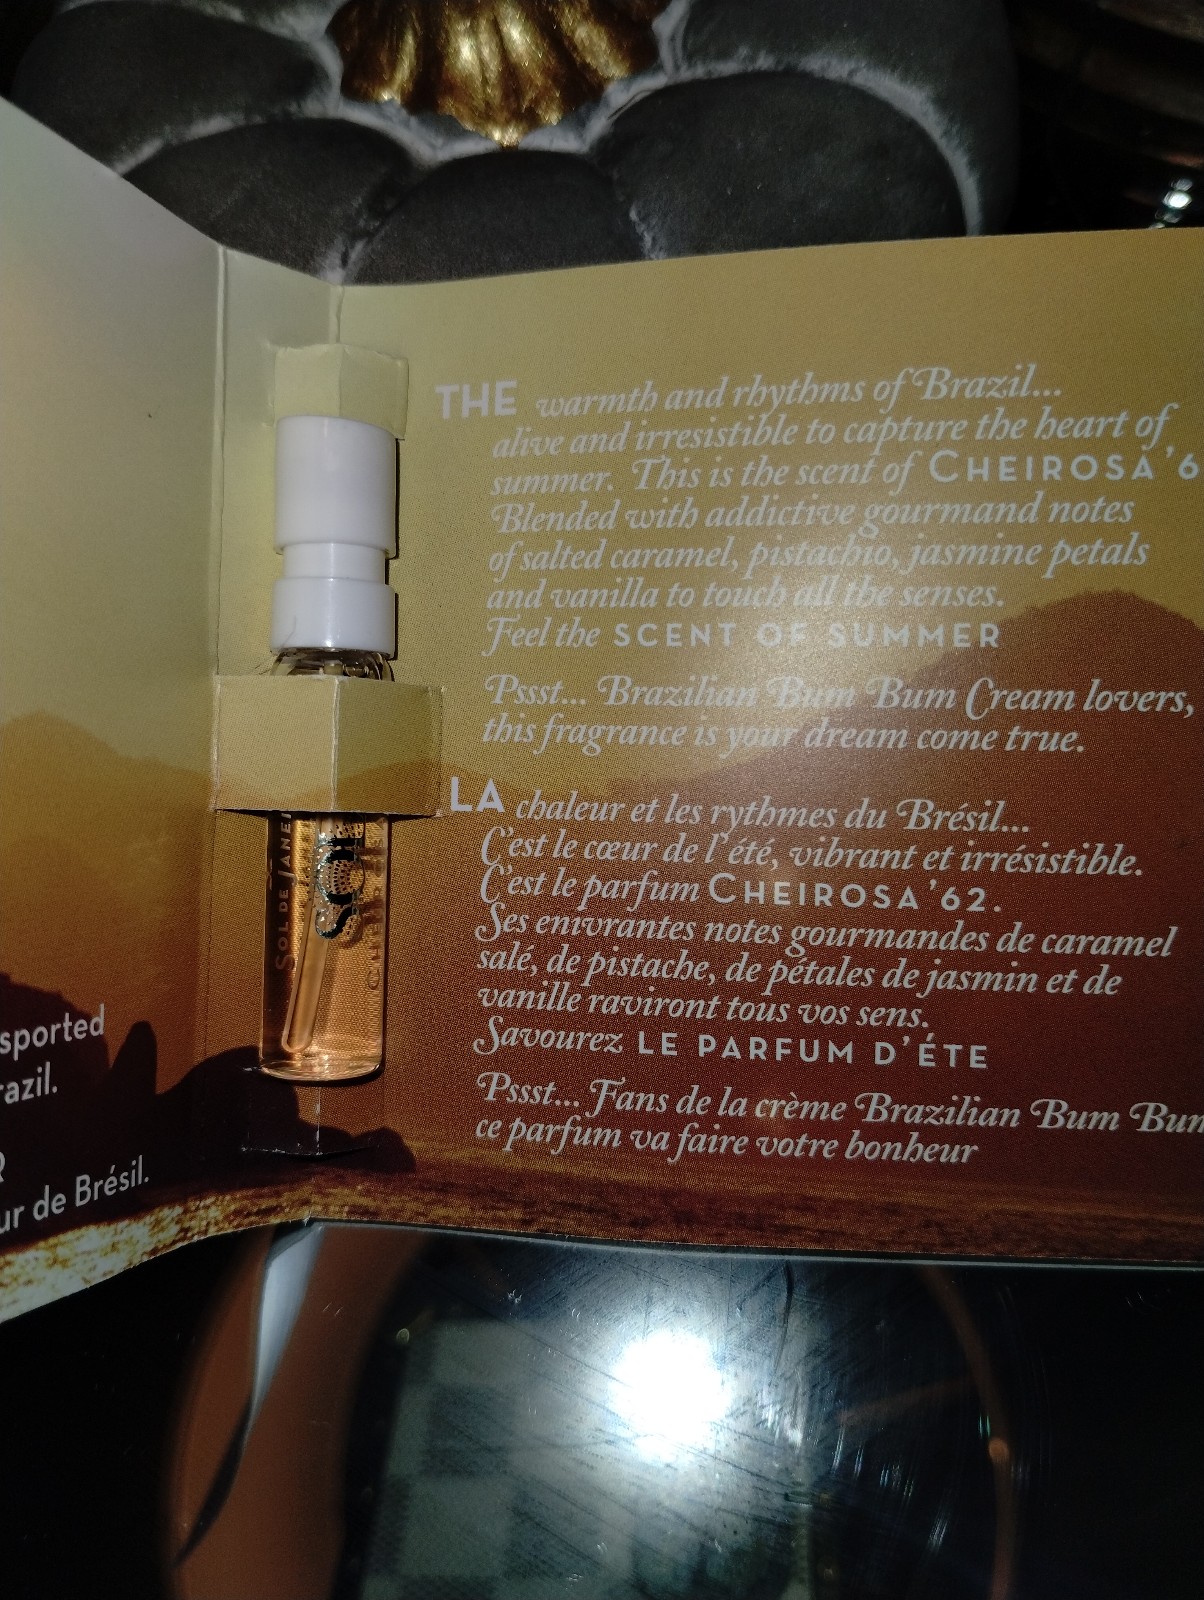 THE warmth and rhythms of Brazil...
alive and irresistible to capture the heart of
summer. This is the scent of CHEIROSA '6
Blended with addictive gourmand notes
of salted caramel, pistachio, jasmine petals
and vanilla to touch all the senses.
Feel the SCENT OF SUMMER
Pssst... Brazilian Bum Bum Cream lovers,
this fragrance is your dream come true.
LA chaleur et les rythmes du Brésil...
C'est le cœur de l'été, vibrant et irrésistible.
C'est le parfum CHEIROSA '62.
Ses enivrantes notes gourmandes de caramel
salé, de pistache, de pétales de jasmin et de
vanille raviront tous vos sens.
Savourez LE PARFUM D'ÉTE
Pssst... Fans de la crème Brazilian Bum Bum
ce parfum va faire votre bonheur
SOL DE JANEI
SOL
sported
razil.
R
ur de Brésil.